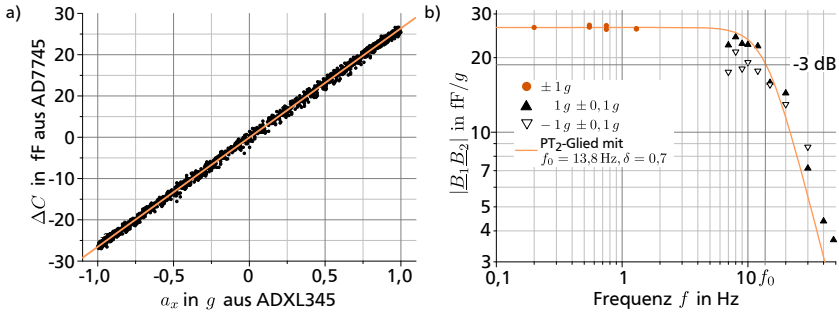 a)
30
20
10
0
-10
-20
-30
ΔC in fF aus AD7745
-1,0
-0,5
0
0,5
1,0
a_x in g aus ADXL345
b)
30
20
10
7
5
4
3
|B₁B₂| in fF/g
-3 dB
± 1 g
1 g ± 0,1 g
− 1 g ± 0,1 g
PT₂-Glied mit
f₀ = 13,8 Hz, δ = 0,7
0,1
1
10
f₀
Frequenz f in Hz